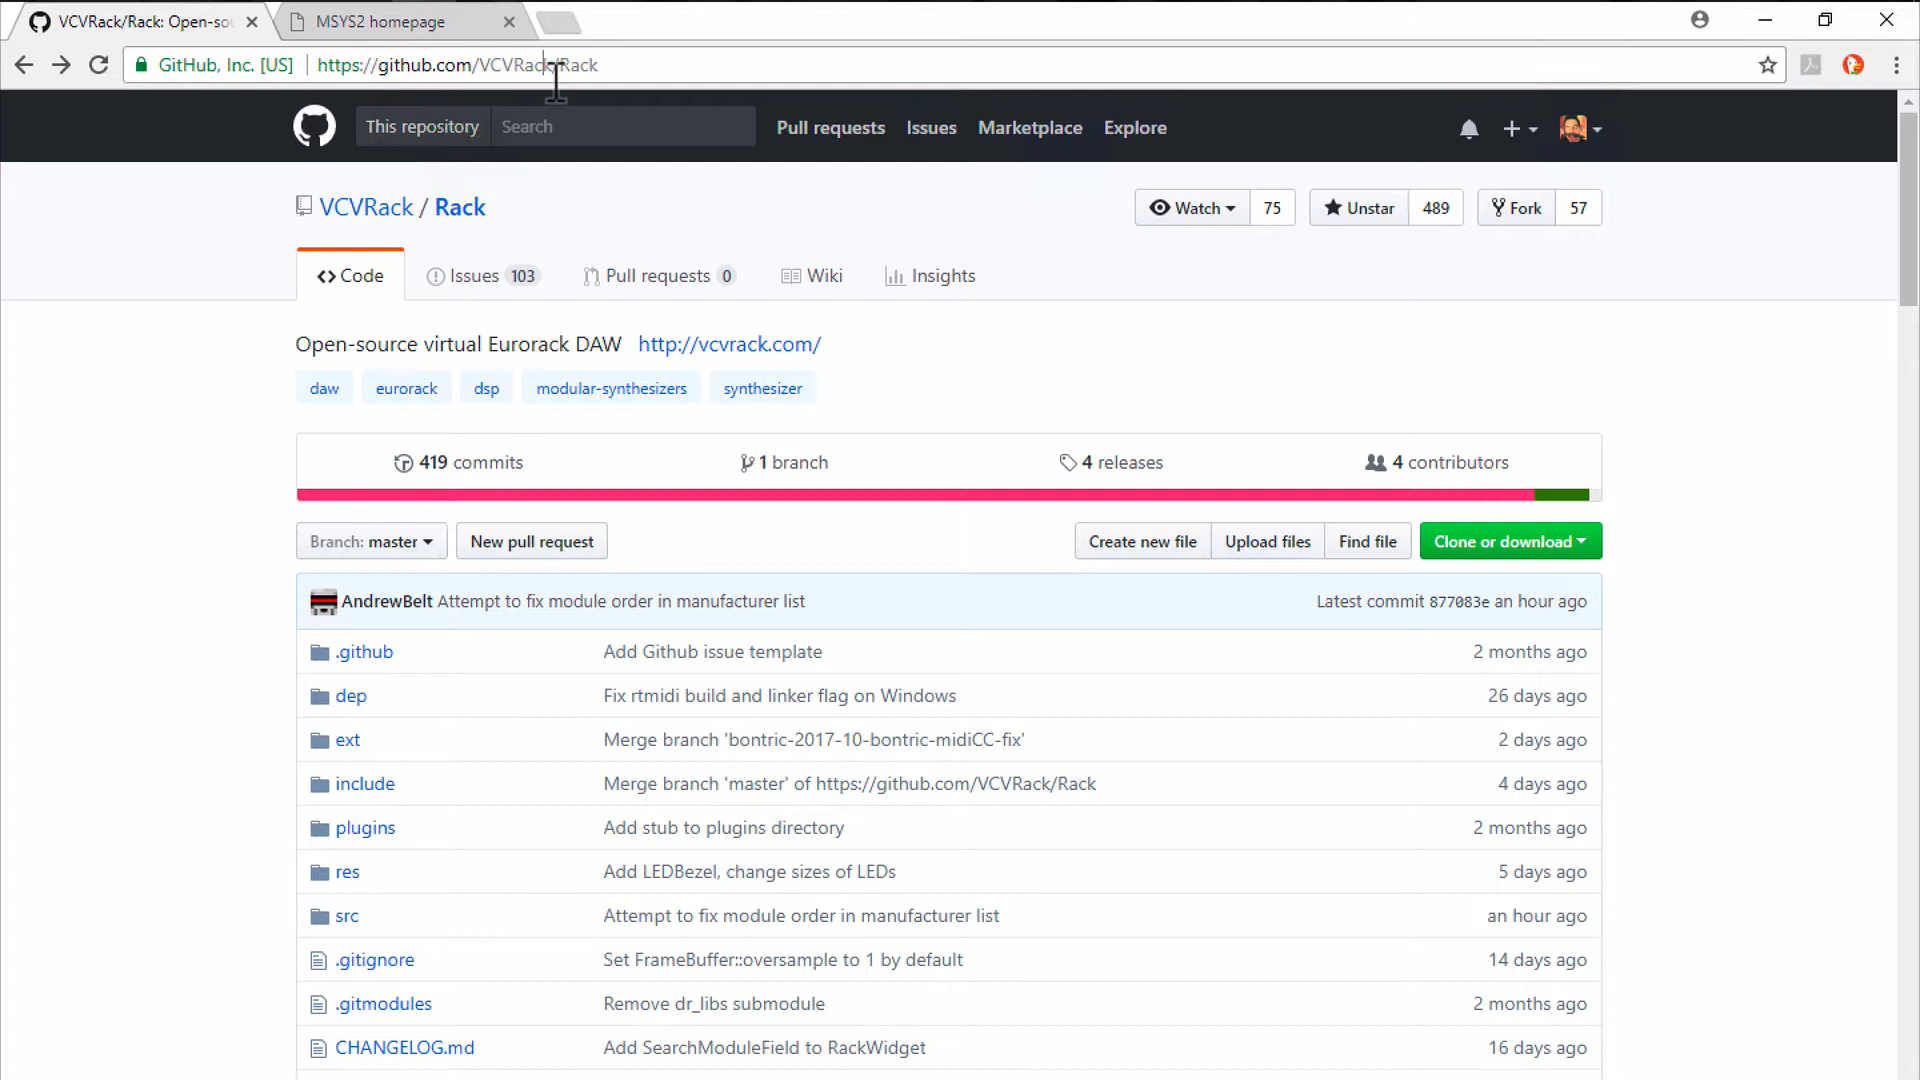 VCVRack/Rack: Open-so
MSYS2 homepage
GitHub, Inc. [US]
https://github.com/VCVRack/Rack
This repository
Search
Pull requests
Issues
Marketplace
Explore
VCVRack / Rack
Watch 75
Unstar 489
Fork 57
Code
Issues 103
Pull requests 0
Wiki
Insights
Open-source virtual Eurorack DAW http://vcvrack.com/
daw
eurorack
dsp
modular-synthesizers
synthesizer
419 commits
1 branch
4 releases
4 contributors
Branch: master
New pull request
Create new file
Upload files
Find file
Clone or download
AndrewBelt Attempt to fix module order in manufacturer list
Latest commit 877083e an hour ago
.github
Add Github issue template
2 months ago
dep
Fix rtmidi build and linker flag on Windows
26 days ago
ext
Merge branch 'bontric-2017-10-bontric-midiCC-fix'
2 days ago
include
Merge branch 'master' of https://github.com/VCVRack/Rack
4 days ago
plugins
Add stub to plugins directory
2 months ago
res
Add LEDBezel, change sizes of LEDs
5 days ago
src
Attempt to fix module order in manufacturer list
an hour ago
.gitignore
Set FrameBuffer::oversample to 1 by default
14 days ago
.gitmodules
Remove dr_libs submodule
2 months ago
CHANGELOG.md
Add SearchModuleField to RackWidget
16 days ago